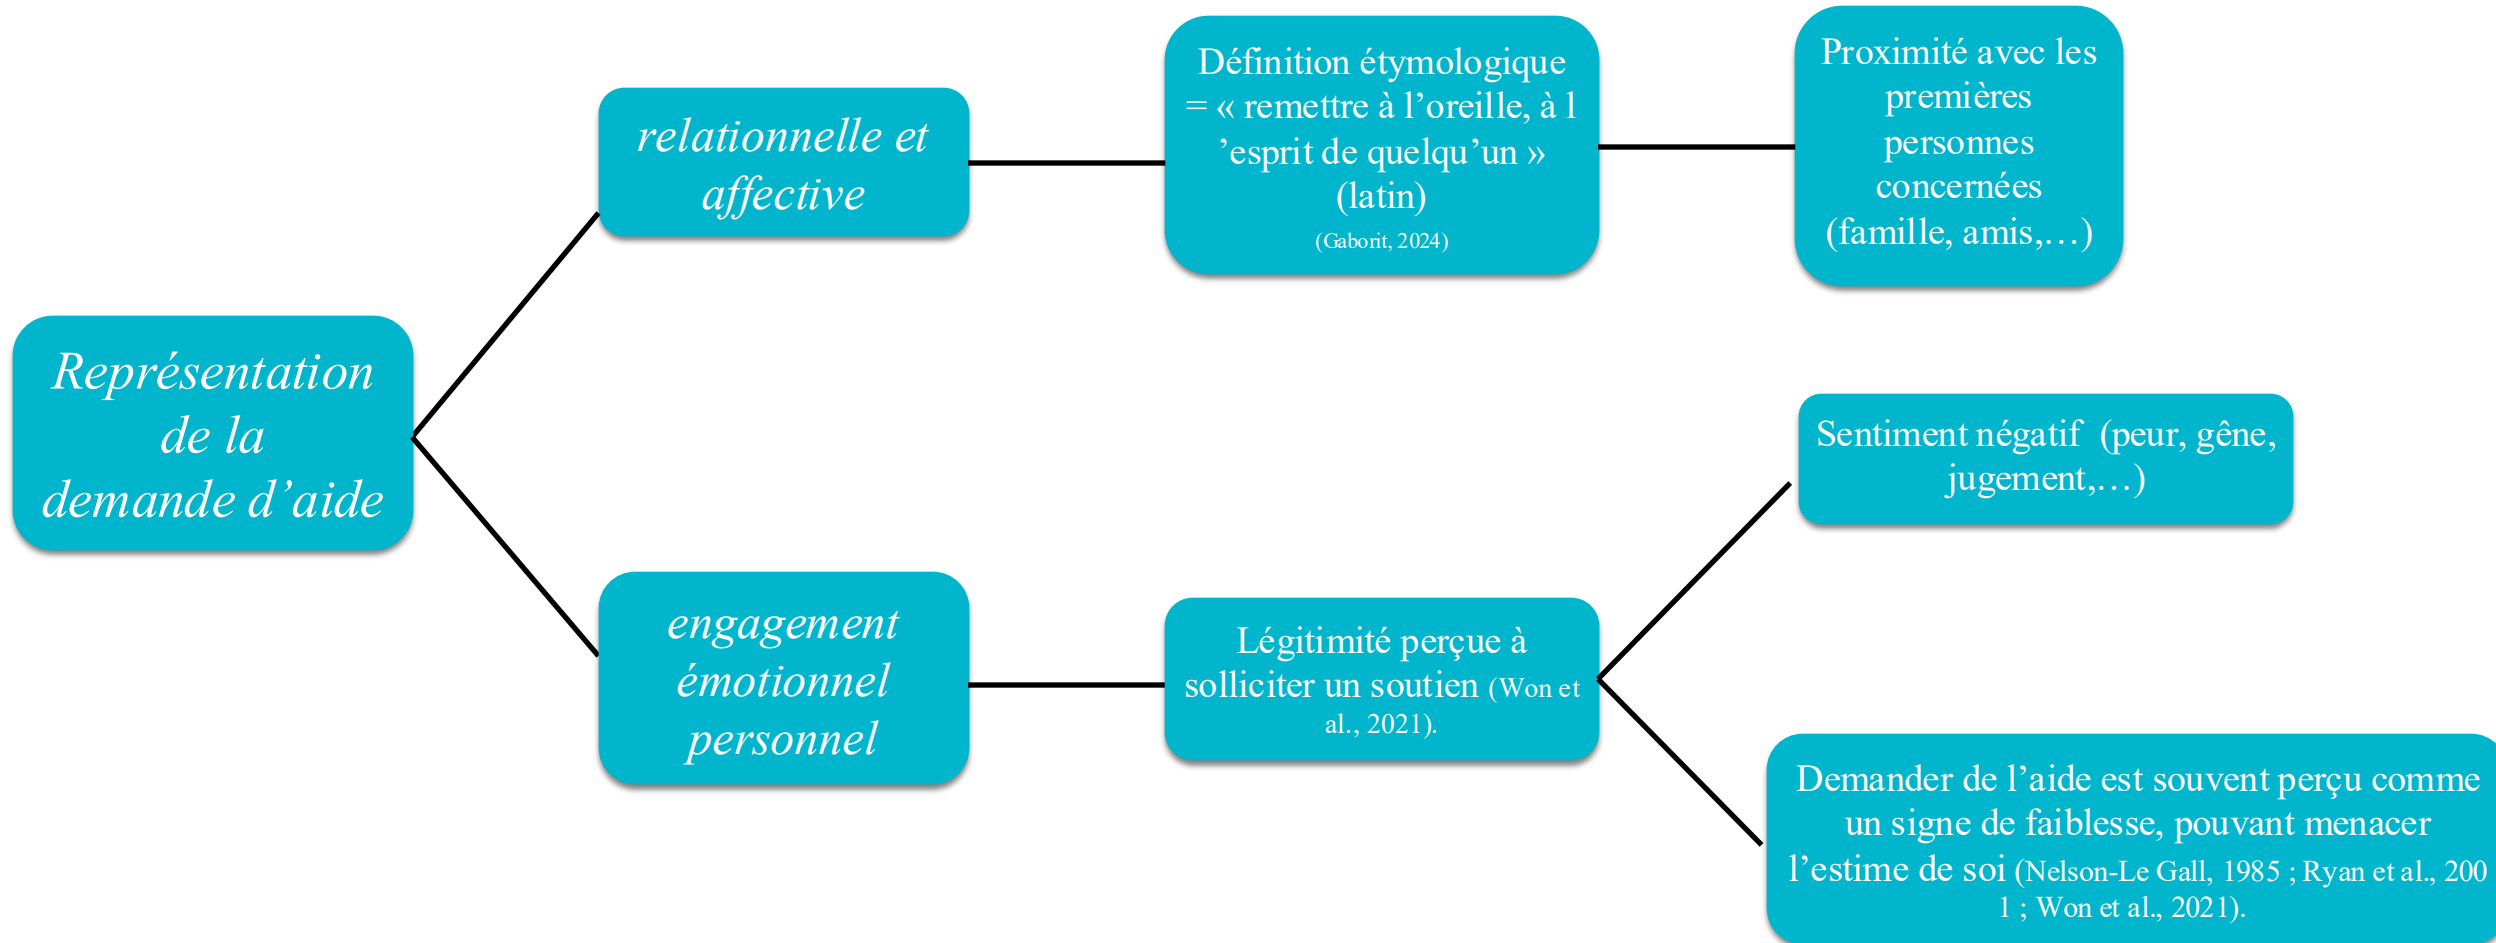 Représentation
de la
demande d’aide
relationnelle et
affective
Définition étymologique
= « remettre à l’oreille, à l
’esprit de quelqu’un »
(latin)
(Gaborit, 2024)
Proximité avec les
premières
personnes
concernées
(famille, amis,…)
engagement
émotionnel
personnel
Légitimité perçue à
solliciter un soutien (Won et
al., 2021).
Sentiment négatif  (peur, gêne,
jugement,…)
Demander de l’aide est souvent perçu comme
un signe de faiblesse, pouvant menacer
l’estime de soi (Nelson-Le Gall, 1985 ; Ryan et al., 200
1 ; Won et al., 2021).